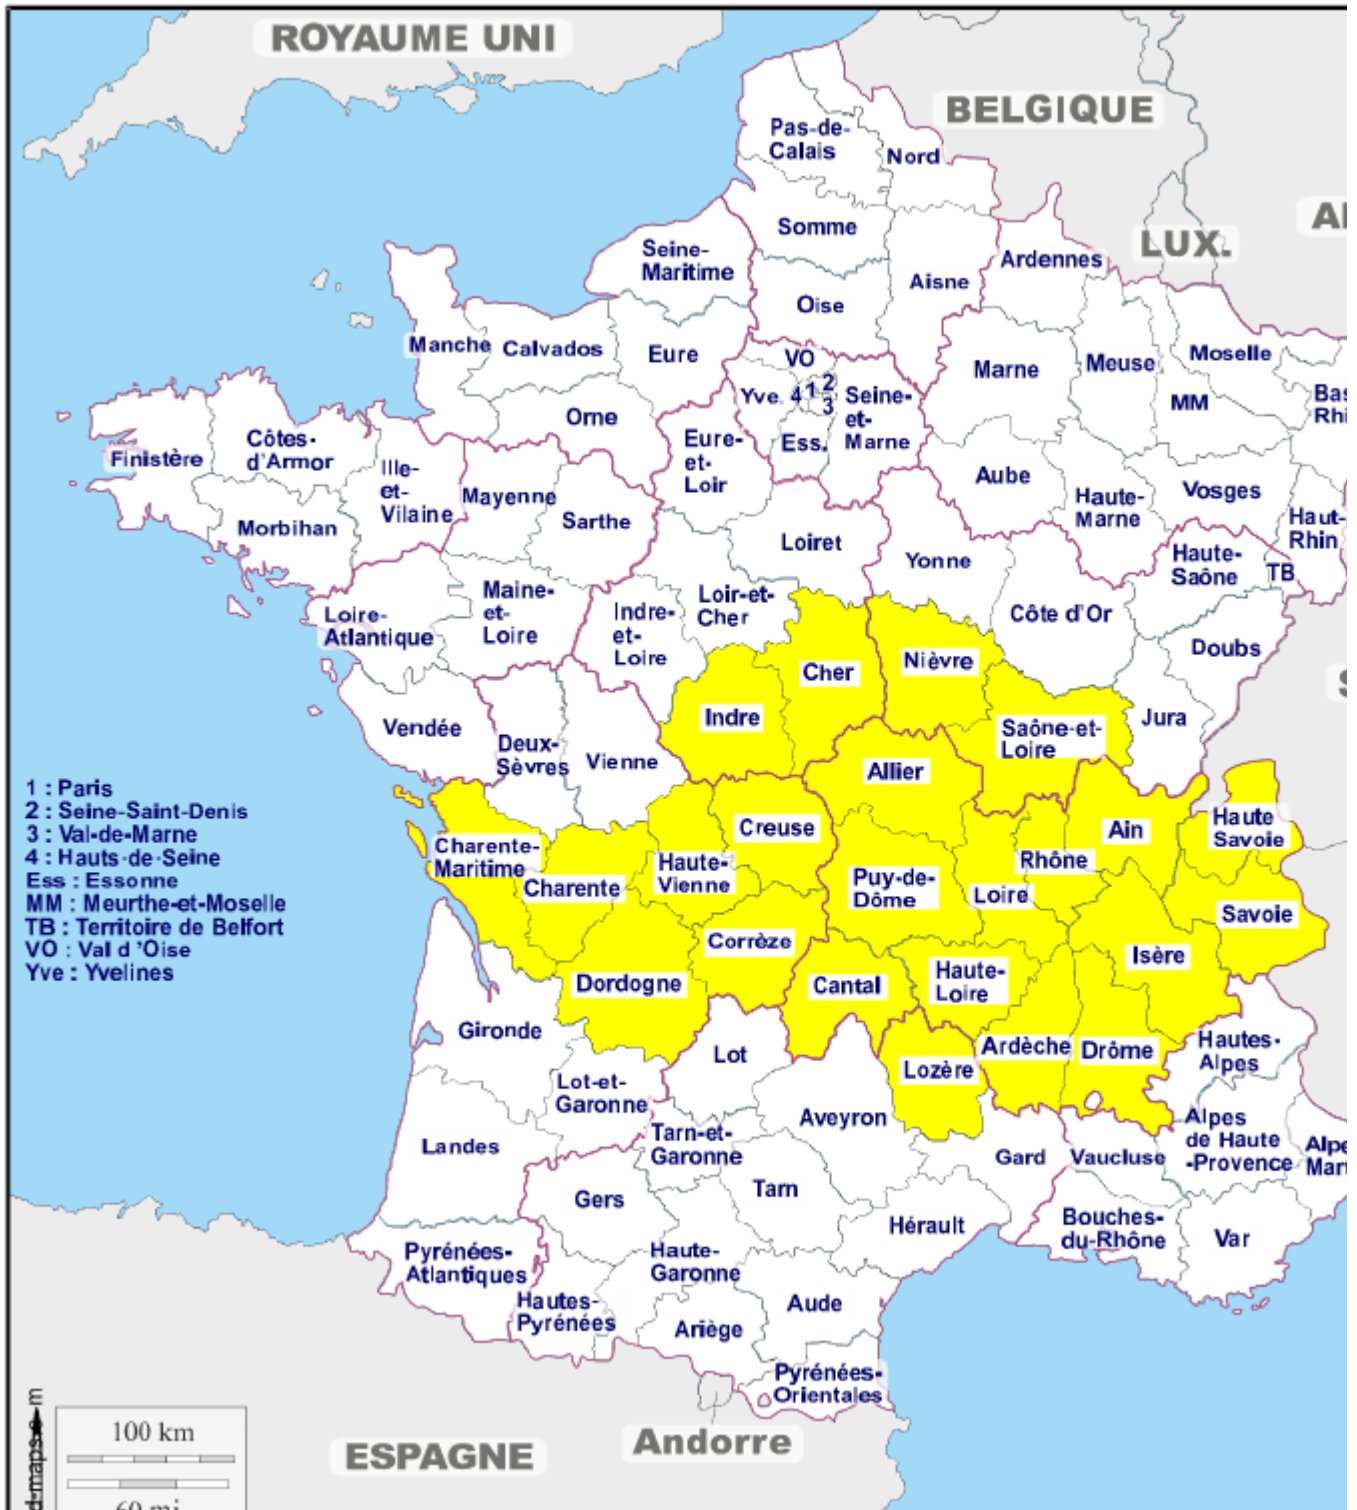 ROYAUME UNI
BELGIQUE
LUX.
Pas-de-
Calais
Nord
Somme
Seine-
Maritime
Aisne
Ardennes
Oise
Manche
Calvados
Eure
VO
Marne
Meuse
Moselle
MM
Yve.
4
1
2
3
Seine-
et-
Marne
Ess.
Orne
Eure-
et-
Loir
Finistère
Côtes-
d'Armor
Ille-
et-
Vilaine
Mayenne
Sarthe
Morbihan
Aube
Haute-
Marne
Vosges
Haut-
Rhin
Loiret
Yonne
Haute-
Saône
TB
Loire-
Atlantique
Maine-
et-
Loire
Indre-
et-
Loire
Loir-et-
Cher
Côte d'Or
Doubs
Cher
Nièvre
Indre
Vendée
Deux-
Sèvres
Vienne
Saône-et-
Loire
Jura
Allier
1 : Paris
2 : Seine-Saint-Denis
3 : Val-de-Marne
4 : Hauts-de-Seine
Ess : Essonne
MM : Meurthe-et-Moselle
TB : Territoire de Belfort
VO : Val d 'Oise
Yve : Yvelines
Charente-
Maritime
Charente
Haute-
Vienne
Creuse
Puy-de-
Dôme
Loire
Rhône
Ain
Haute
Savoie
Savoie
Corrèze
Dordogne
Cantal
Haute-
Loire
Isère
Gironde
Lot
Lozère
Ardèche
Drôme
Hautes-
Alpes
Lot-et-
Garonne
Aveyron
Landes
Tarn-et-
Garonne
Tarn
Gard
Vaucluse
Alpes
de Haute
-Provence
Gers
Hérault
Bouches-
du-Rhône
Var
Pyrénées-
Atlantiques
Haute-
Garonne
Hautes-
Pyrénées
Ariège
Aude
Pyrénées-
Orientales
ESPAGNE
Andorre
100 km
60 mi